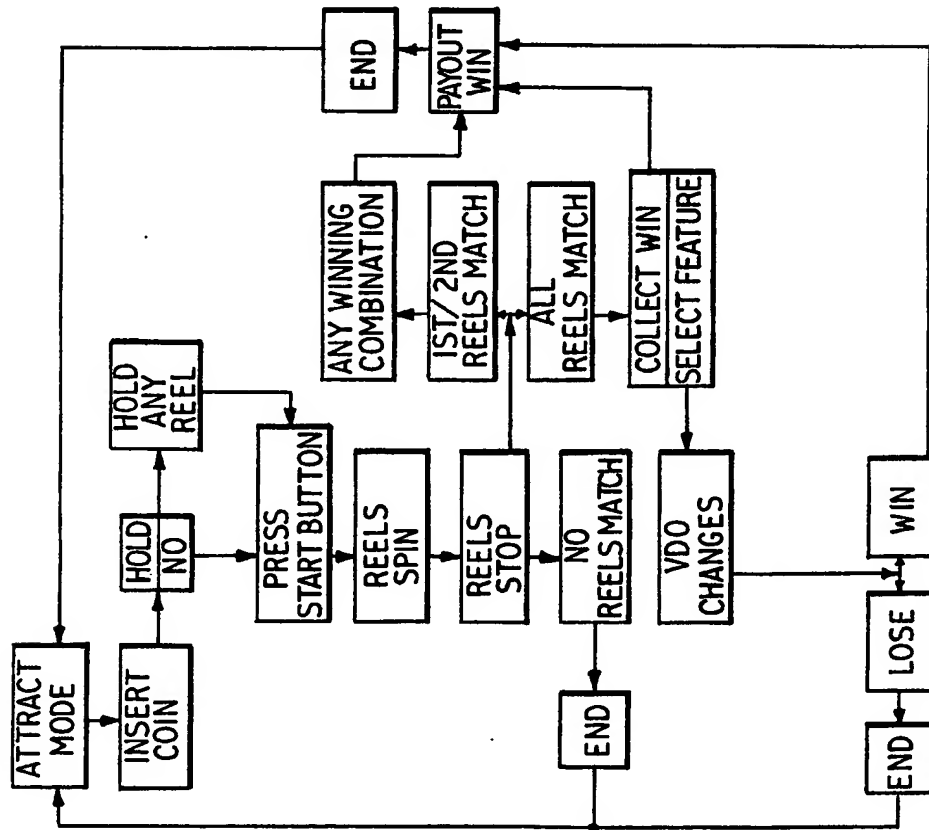 ATTRACT
MODE
INSERT
COIN
HOLD
NO
HOLD
ANY
REEL
PRESS
START BUTTON
REELS
SPIN
REELS
STOP
NO
REELS MATCH
END
ANY WINNING
COMBINATION
1ST/2ND
REELS MATCH
ALL
REELS MATCH
COLLECT WIN
SELECT FEATURE
PAYOUT
WIN
END
VDO
CHANGES
WIN
LOSE
END